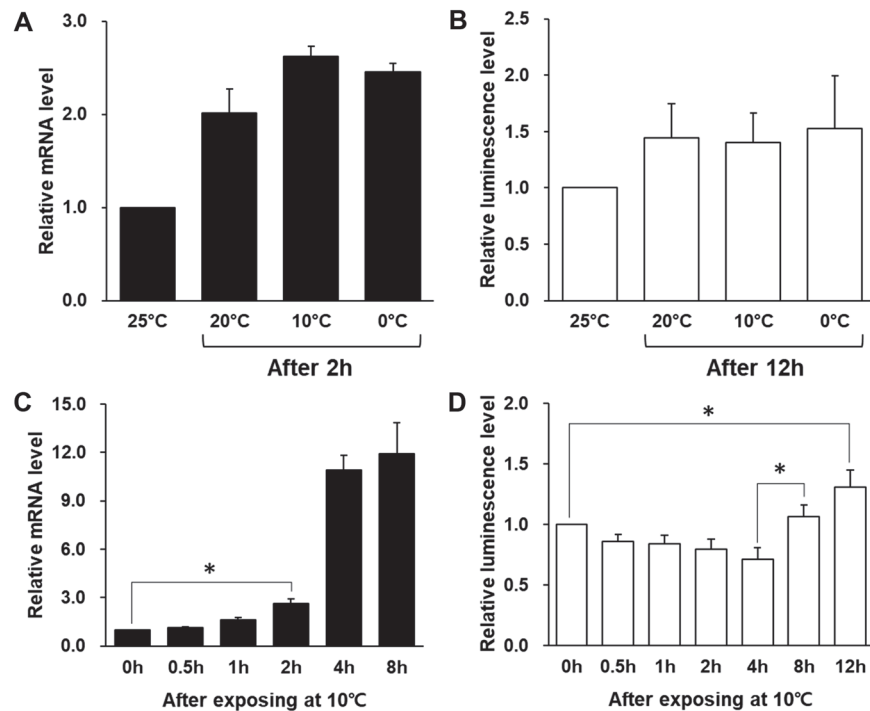 A
Relative mRNA level
3.0
2.0
1.0
0.0
25°C 20°C 10°C 0°C
After 2h
B
Relative luminescence level
2.5
2.0
1.5
1.0
0.5
0.0
25°C 20°C 10°C 0°C
After 12h
C
Relative mRNA level
15.0
12.0
9.0
6.0
3.0
0.0
*
0h 0.5h 1h 2h 4h 8h
After exposing at 10℃
D
Relative luminescence level
2.0
1.5
1.0
0.5
0.0
*
*
0h 0.5h 1h 2h 4h 8h 12h
After exposing at 10℃